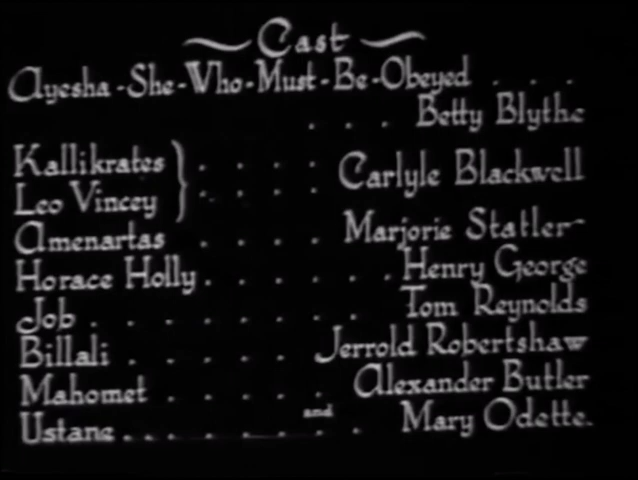 Cast
Ayesha-She-Who-Must-Be-Obeyed . . .
. . . Betty Blythe
Kallikrates } . . . . Carlyle Blackwell
Leo Vincey
Amenartas . . . . Marjorie Statler
Horace Holly . . . . . . Henry George
Job . . . . . . . . Tom Reynolds
Billali . . . . . Jerrold Robertshaw
Mahomet . . . . . Alexander Butler
and
Ustane . . . . . . . . Mary Odette.